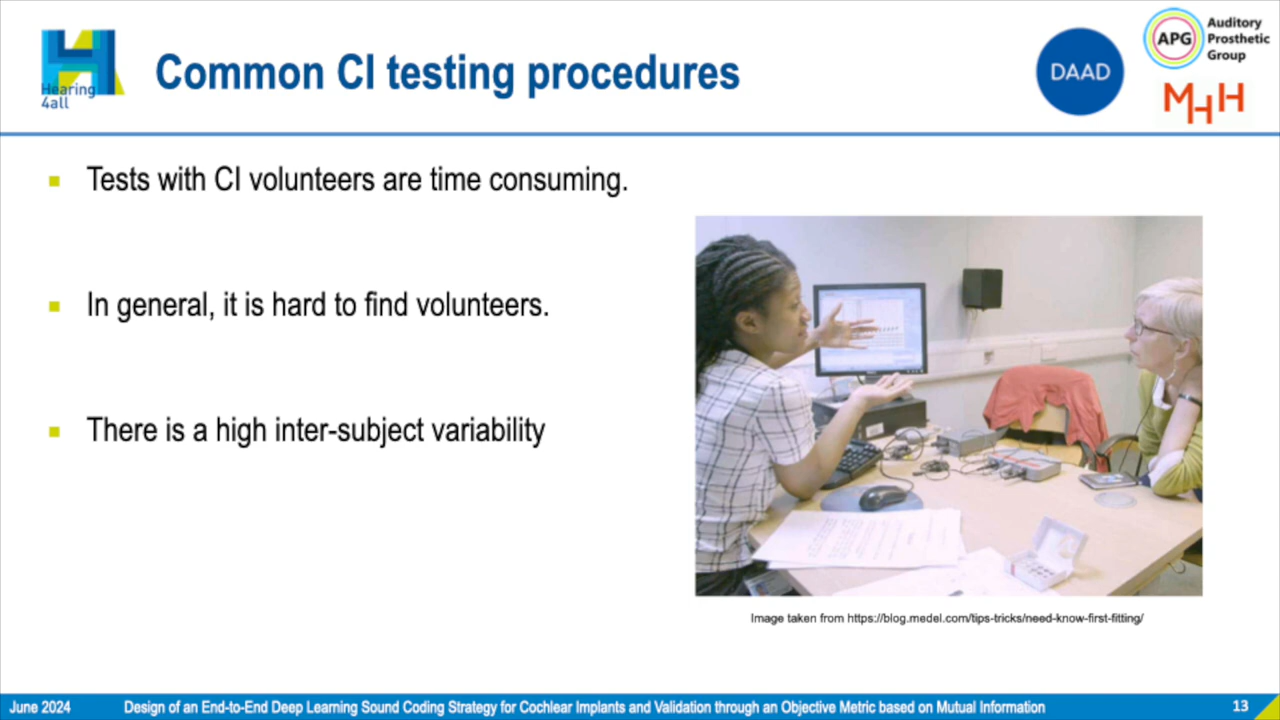 Hearing
4all
Common CI testing procedures
DAAD
APG
Auditory
Prosthetic
Group
MHH
Tests with CI volunteers are time consuming.
In general, it is hard to find volunteers.
There is a high inter-subject variability
Image taken from https://blog.medel.com/tips-tricks/need-know-first-fitting/
June 2024
Design of an End-to-End Deep Learning Sound Coding Strategy for Cochlear Implants and Validation through an Objective Metric based on Mutual Information
13